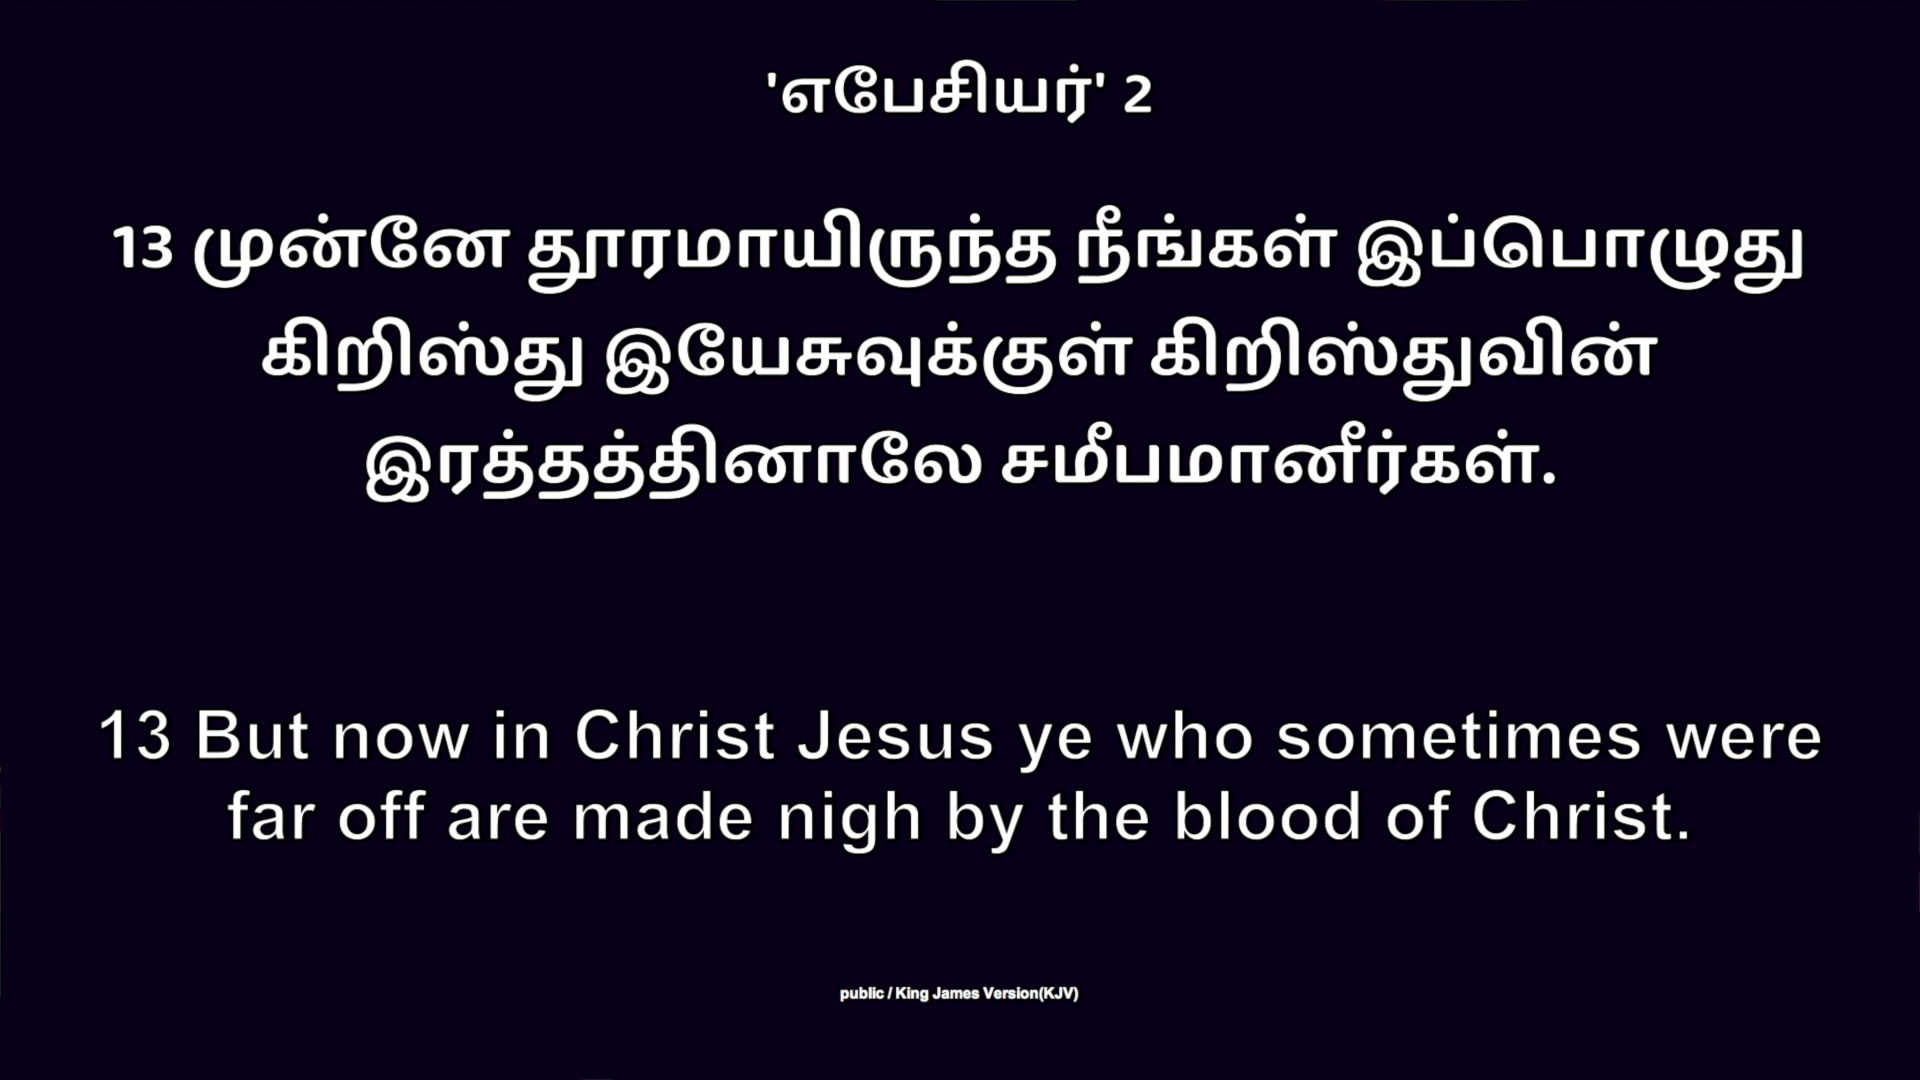 'எபேசியர்' 2
13 முன்னே தூரமாயிருந்த நீங்கள் இப்பொழுது
கிறிஸ்து இயேசுவுக்குள் கிறிஸ்துவின்
இரத்தத்தினாலே சமீபமானீர்கள்.
13 But now in Christ Jesus ye who sometimes were
far off are made nigh by the blood of Christ.
public / King James Version(KJV)